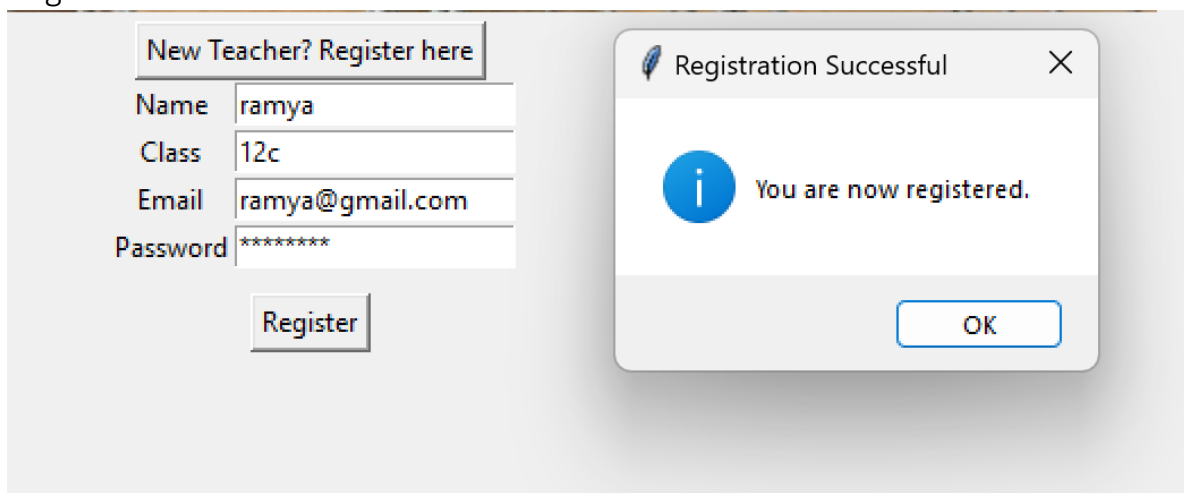 New Teacher? Register here
Name ramya
Class 12c
Email ramya@gmail.com
Password ********
Register
Registration Successful
You are now registered.
OK